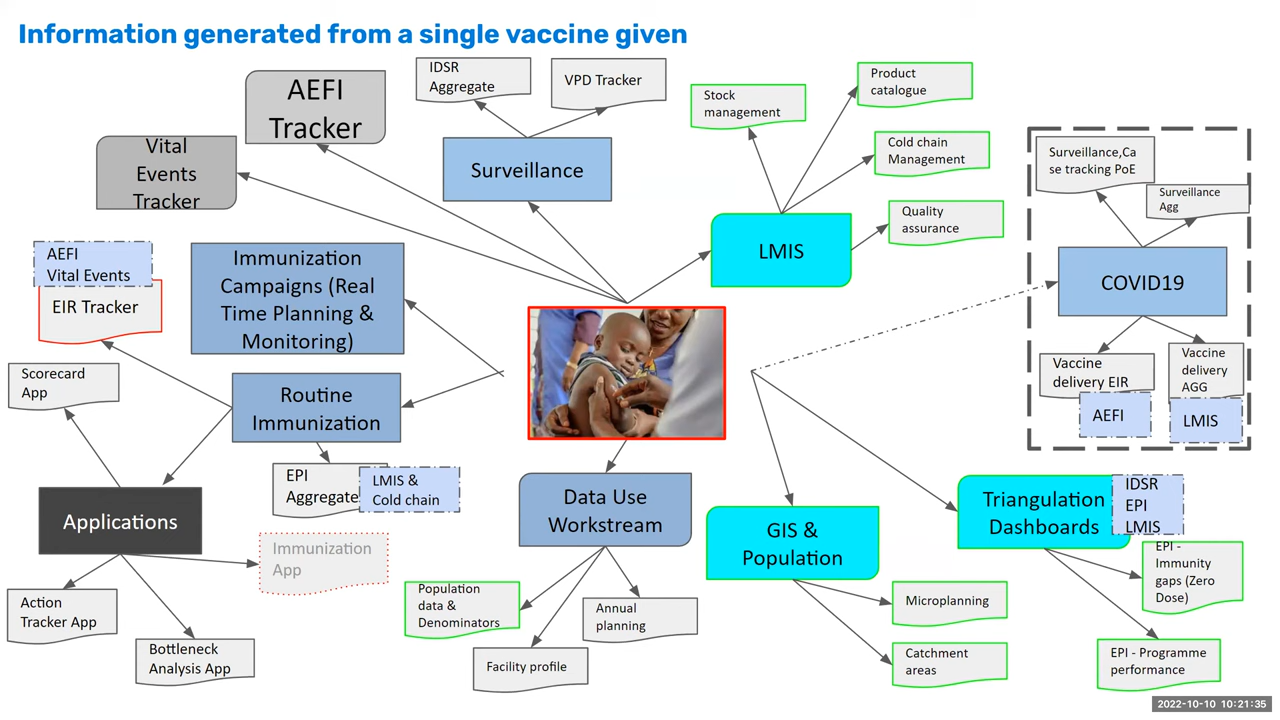 Information generated from a single vaccine given
AEFI
Tracker
Vital
Events
Tracker
IDSR
Aggregate
VPD Tracker
Surveillance
Stock
management
Product
catalogue
Cold chain
Management
Quality
assurance
LMIS
Surveillance,Ca
se tracking PoE
Surveillance
Agg
COVID19
Vaccine
delivery EIR
Vaccine
delivery
AGG
AEFI
LMIS
AEFI
Vital Events
EIR Tracker
Immunization
Campaigns (Real
Time Planning &
Monitoring)
Scorecard
App
Routine
Immunization
EPI
Aggregate
LMIS &
Cold chain
Applications
Immunization
App
Action
Tracker App
Bottleneck
Analysis App
Data Use
Workstream
Population
data &
Denominators
Annual
planning
Facility profile
GIS &
Population
Microplanning
Catchment
areas
Triangulation
Dashboards
IDSR
EPI
LMIS
EPI -
Immunity
gaps (Zero
Dose)
EPI - Programme
performance
2022-10-10 10:21:35